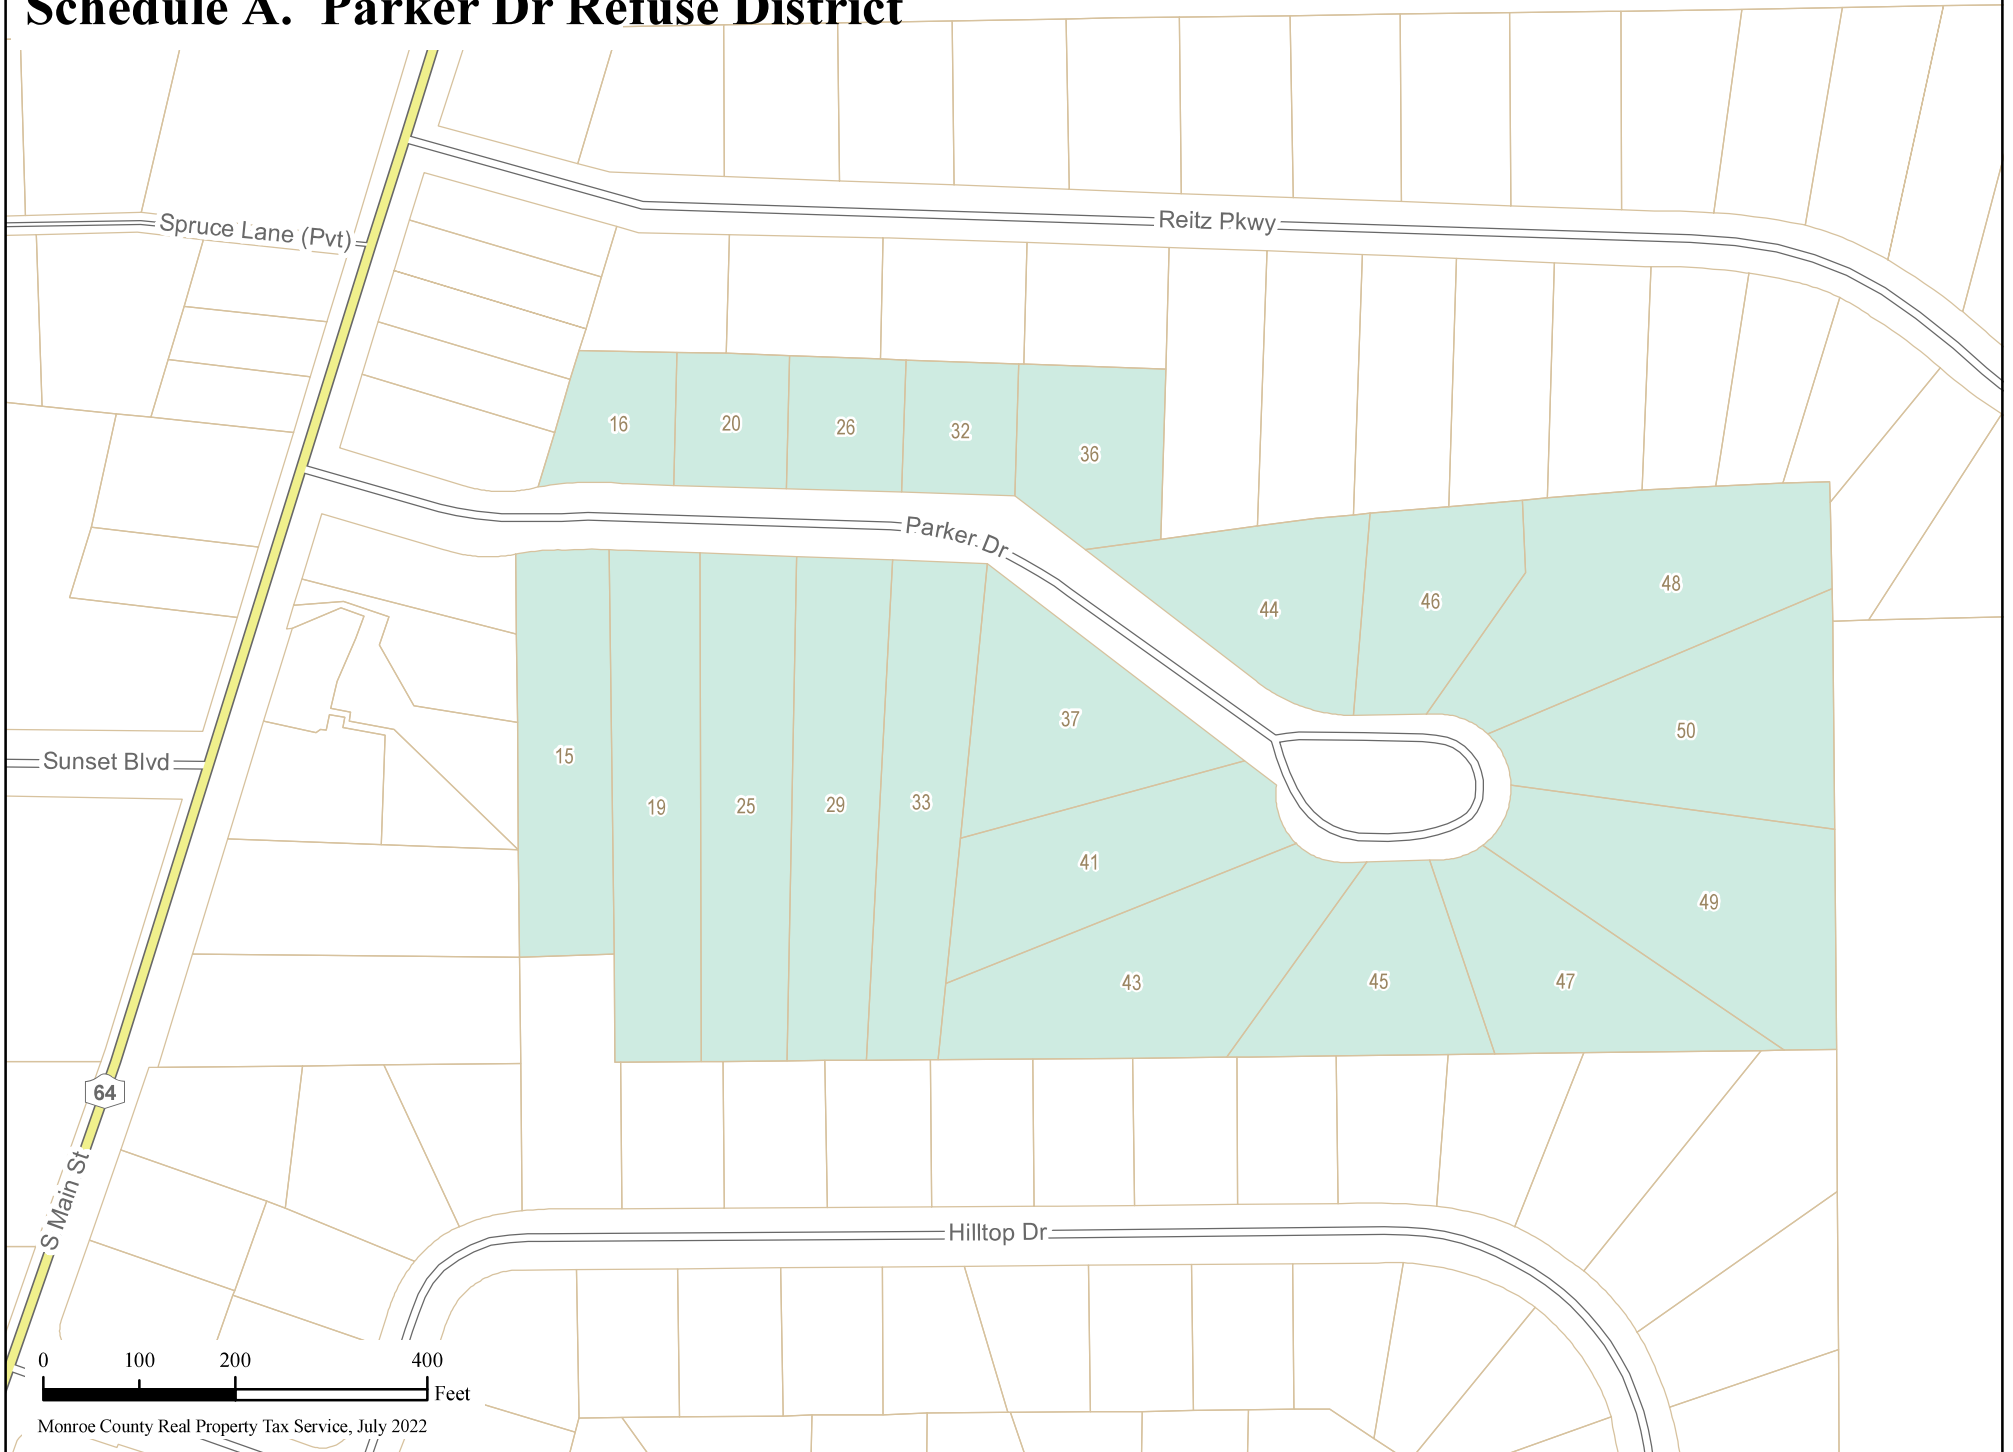 Schedule A. Parker Dr Refuse District
Spruce Lane (Pvt)
Reitz Pkwy
16
20
26
32
36
Parker Dr
44
46
48
37
50
15
Sunset Blvd
19
25
29
33
41
49
43
45
47
64
S Main St
Hilltop Dr
0 100 200 400
Feet
Monroe County Real Property Tax Service, July 2022